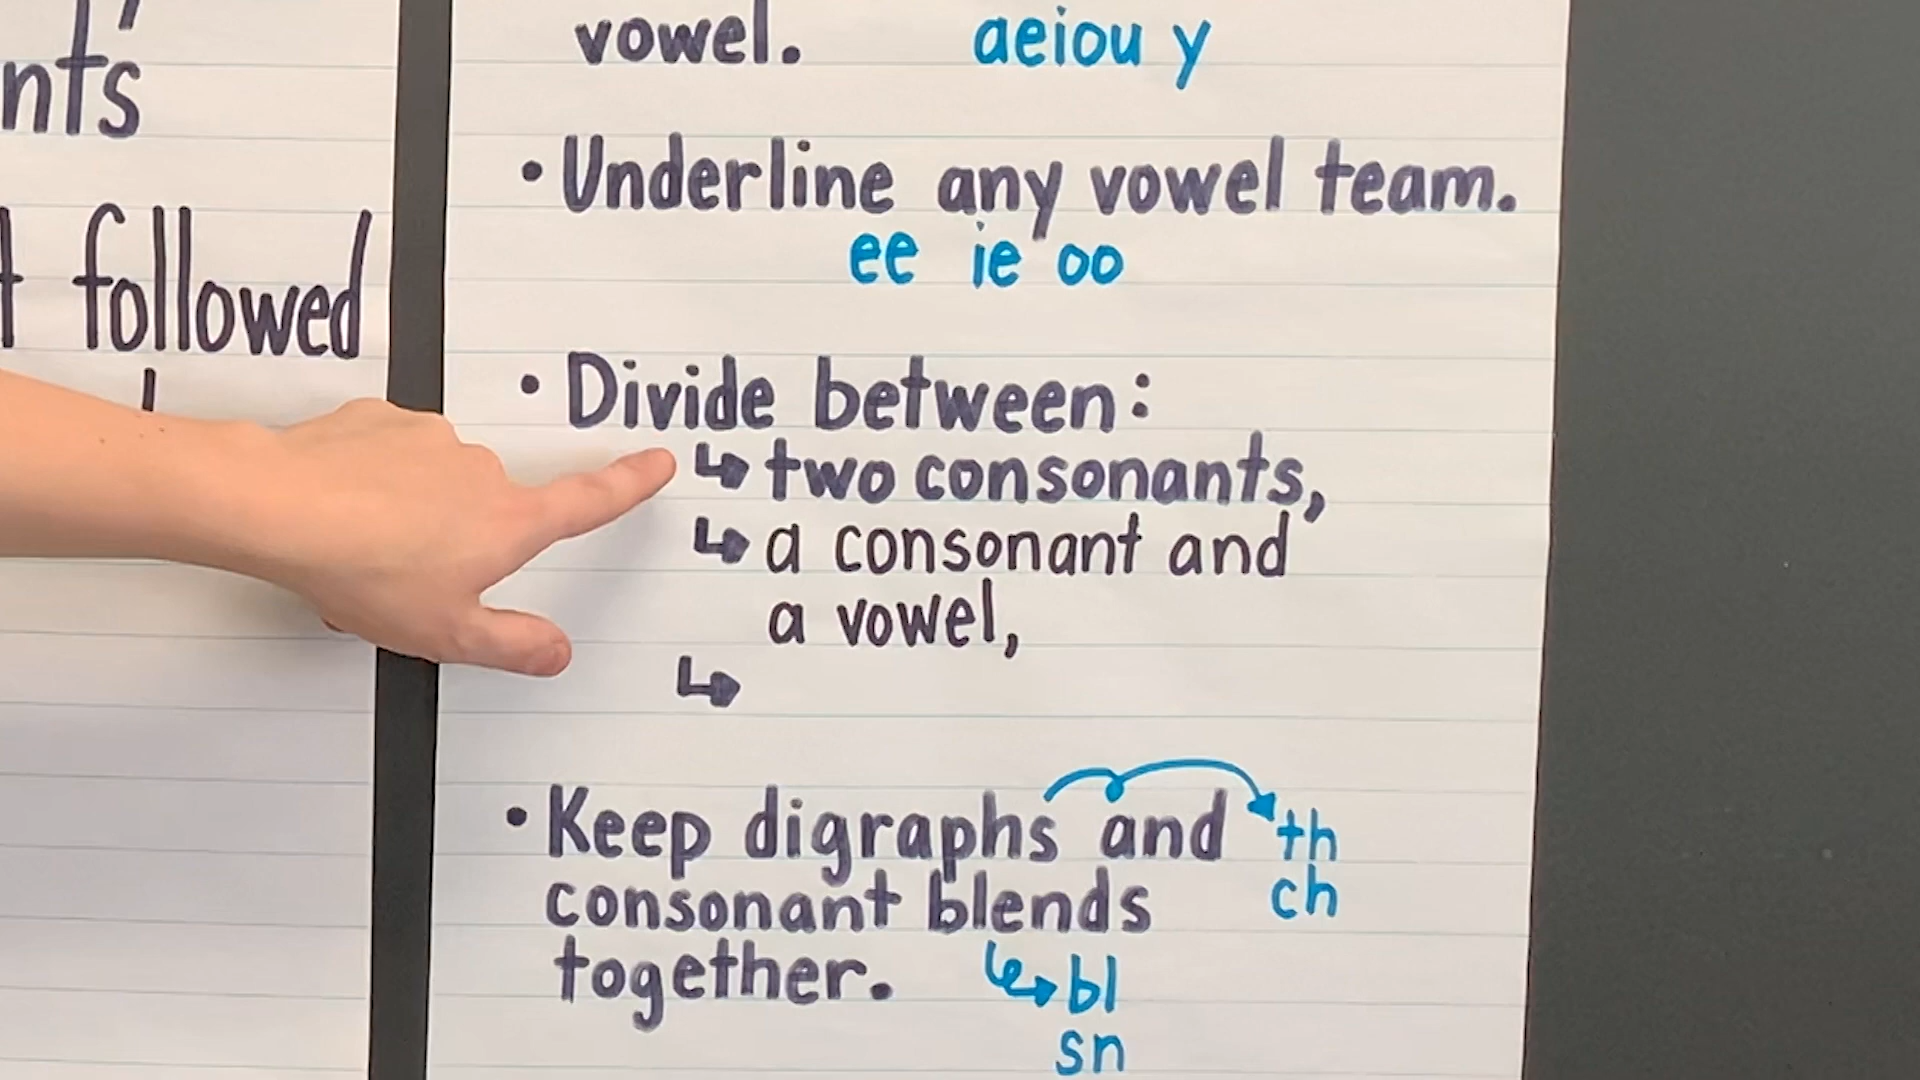 nts
followed
vowel. aeiou y
• Underline any vowel team.
ee ie oo
• Divide between:
↳ two consonants,
↳ a consonant and
a vowel,
↳
• Keep digraphs and th
consonant blends ch
together. ↳ bl
sn